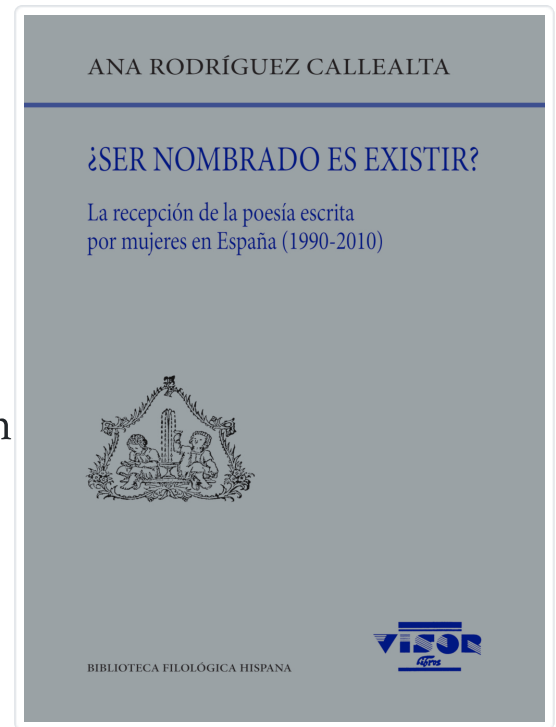 ANA RODRÍGUEZ CALLEALTA
¿SER NOMBRADO ES EXISTIR?
La recepción de la poesía escrita
por mujeres en España (1990-2010)
n
VISOR
libros
BIBLIOTECA FILOLÓGICA HISPANA